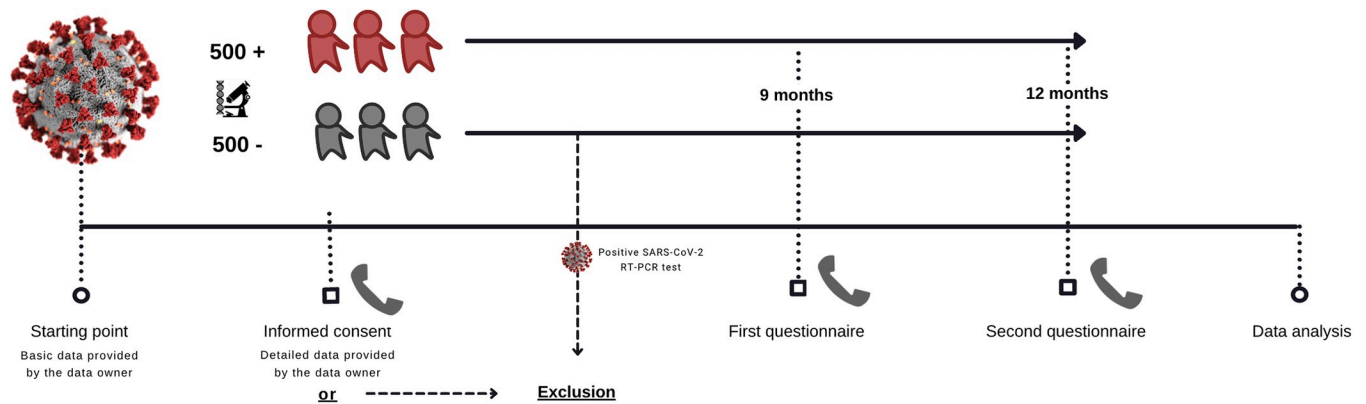 500 +
500 -
9 months
12 months
Positive SARS-CoV-2
RT-PCR test
Starting point
Basic data provided
by the data owner
Informed consent
Detailed data provided
by the data owner
or
Exclusion
First questionnaire
Second questionnaire
Data analysis